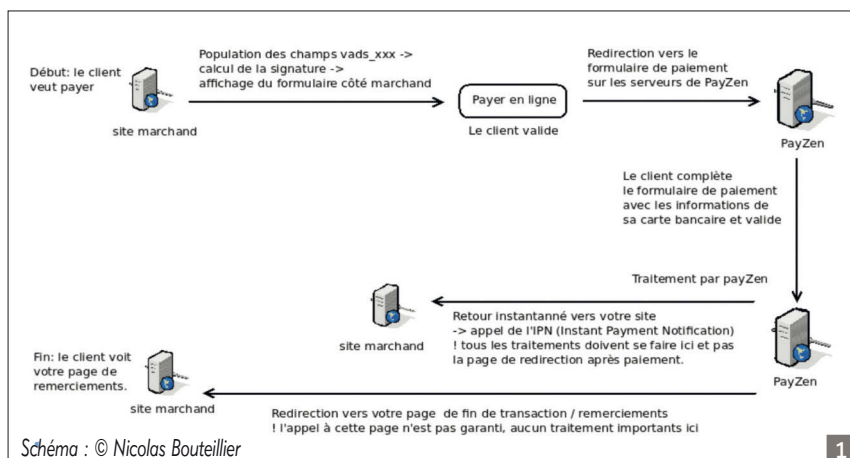 Début: le client
veut payer
site marchand
Population des champs vads_xxx ->
calcul de la signature ->
affichage du formulaire côté marchand
Payer en ligne
Le client valide
Redirection vers le
formulaire de paiement
sur les serveurs de PayZen
PayZen
Le client complète
le formulaire de paiement
avec les informations de
sa carte bancaire et valide
Traitement par payZen
PayZen
Retour instantanné vers votre site
-> appel de l'IPN (Instant Payment Notification)
! tous les traitements doivent se faire ici et pas
la page de redirection après paiement.
site marchand
Redirection vers votre page de fin de transaction / remerciements
! l'appel à cette page n'est pas garanti, aucun traitement importants ici
Fin: le client voit
votre page de
remerciements.
site marchand
Schéma : © Nicolas Bouteillier
1